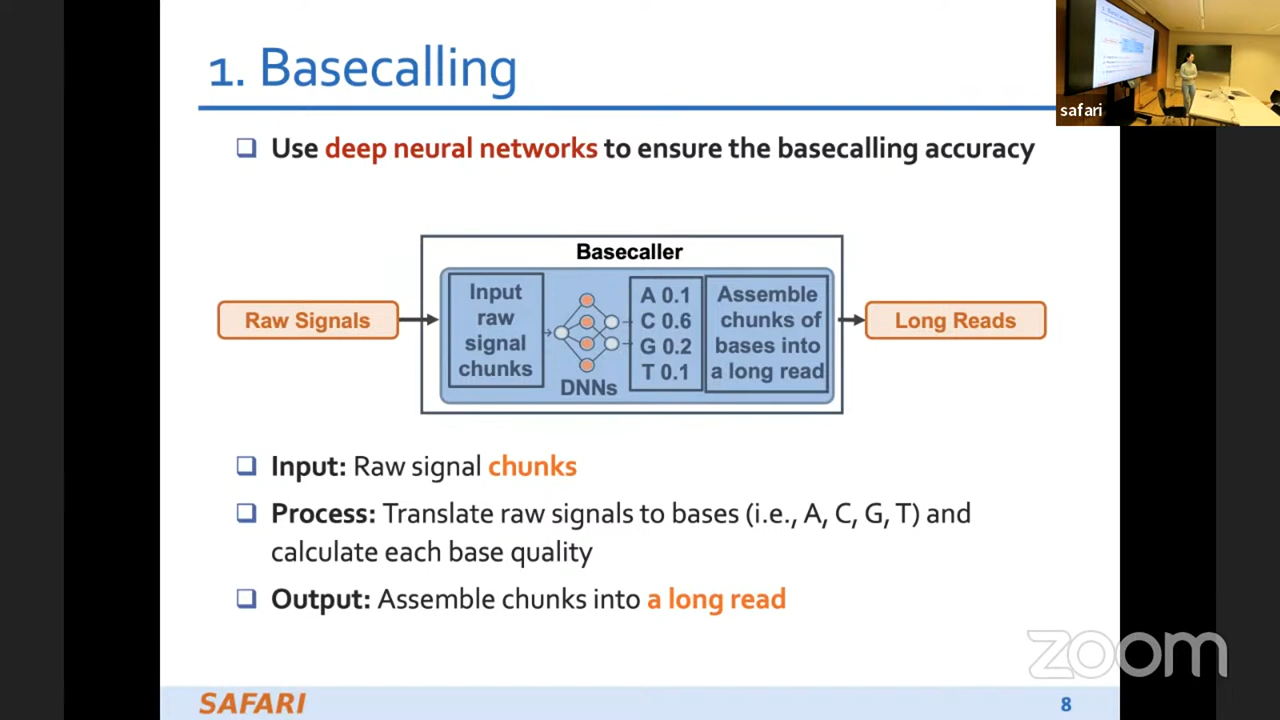 1. Basecalling
safari
Use deep neural networks to ensure the basecalling accuracy
Basecaller
Raw Signals
Input
raw
signal
chunks
DNNs
A 0.1
C 0.6
G 0.2
T 0.1
Assemble
chunks of
bases into
a long read
Long Reads
Input: Raw signal chunks
Process: Translate raw signals to bases (i.e., A, C, G, T) and
calculate each base quality
Output: Assemble chunks into a long read
zoom
SAFARI
8